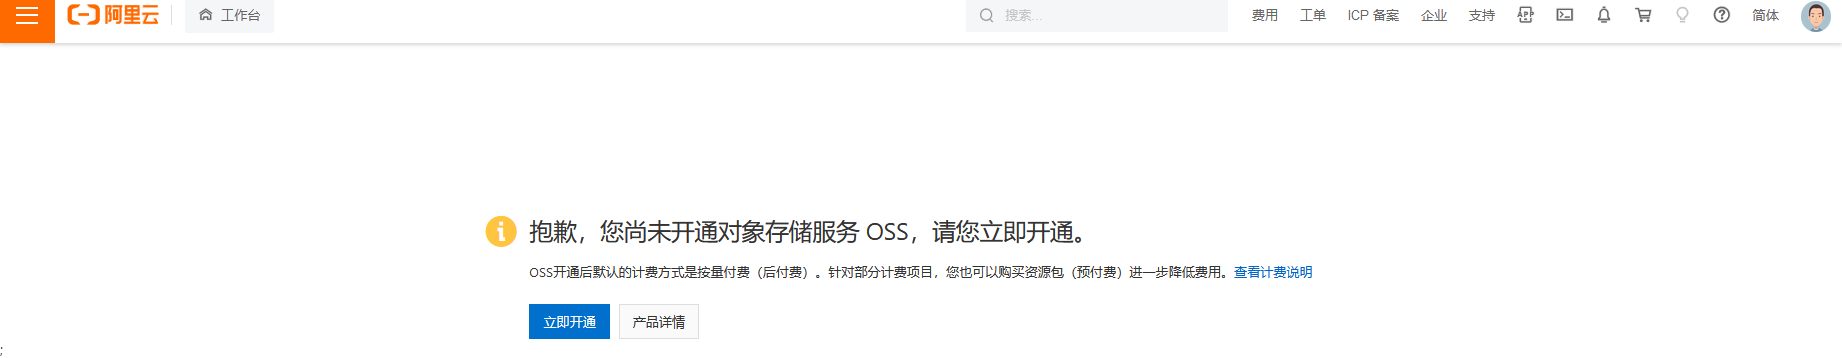 阿里云 工作台 搜索... 费用 工单 ICP 备案 企业 支持 简体
抱歉，您尚未开通对象存储服务 OSS，请您立即开通。
OSS开通后默认的计费方式是按量付费（后付费）。针对部分计费项目，您也可以购买资源包（预付费）进一步降低费用。查看计费说明
立即开通 产品详情
;